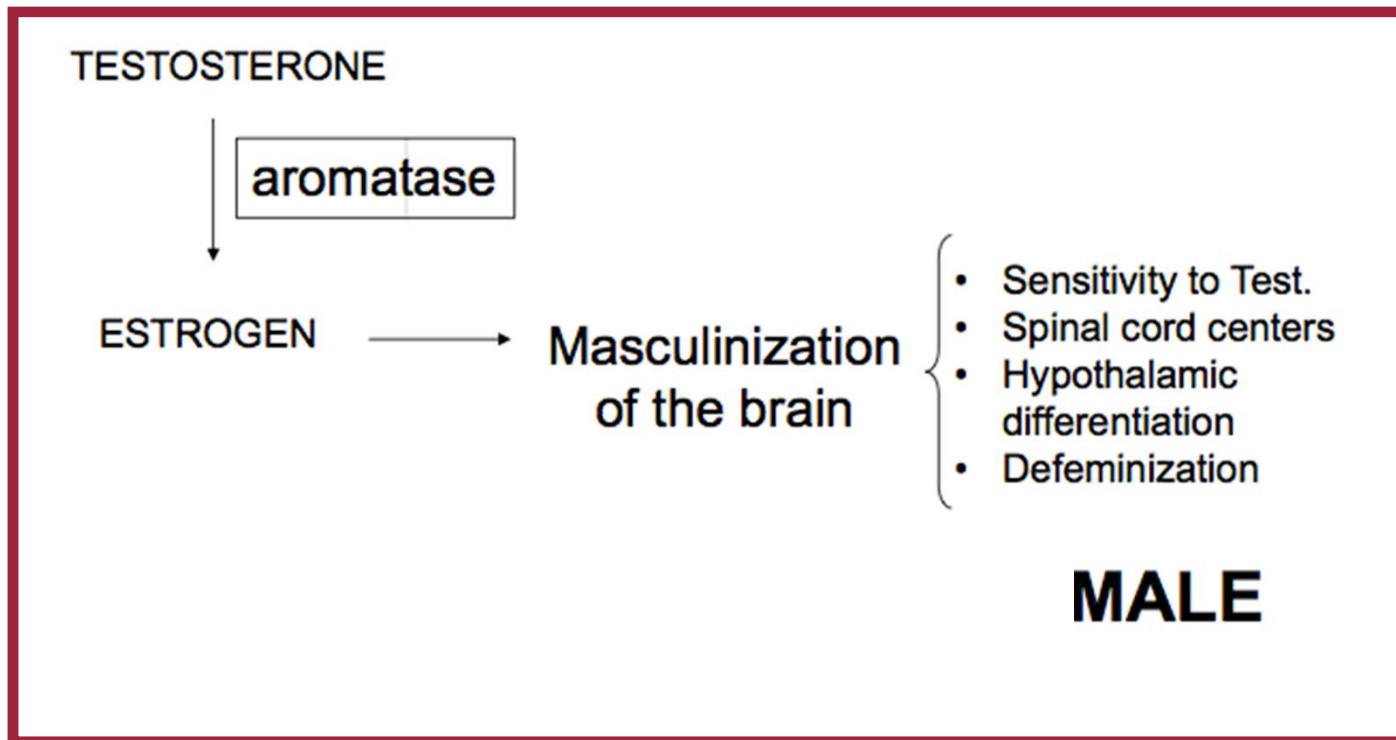 TESTOSTERONE
aromatase
ESTROGEN
Masculinization
of the brain
• Sensitivity to Test.
• Spinal cord centers
• Hypothalamic
differentiation
• Defeminization
MALE